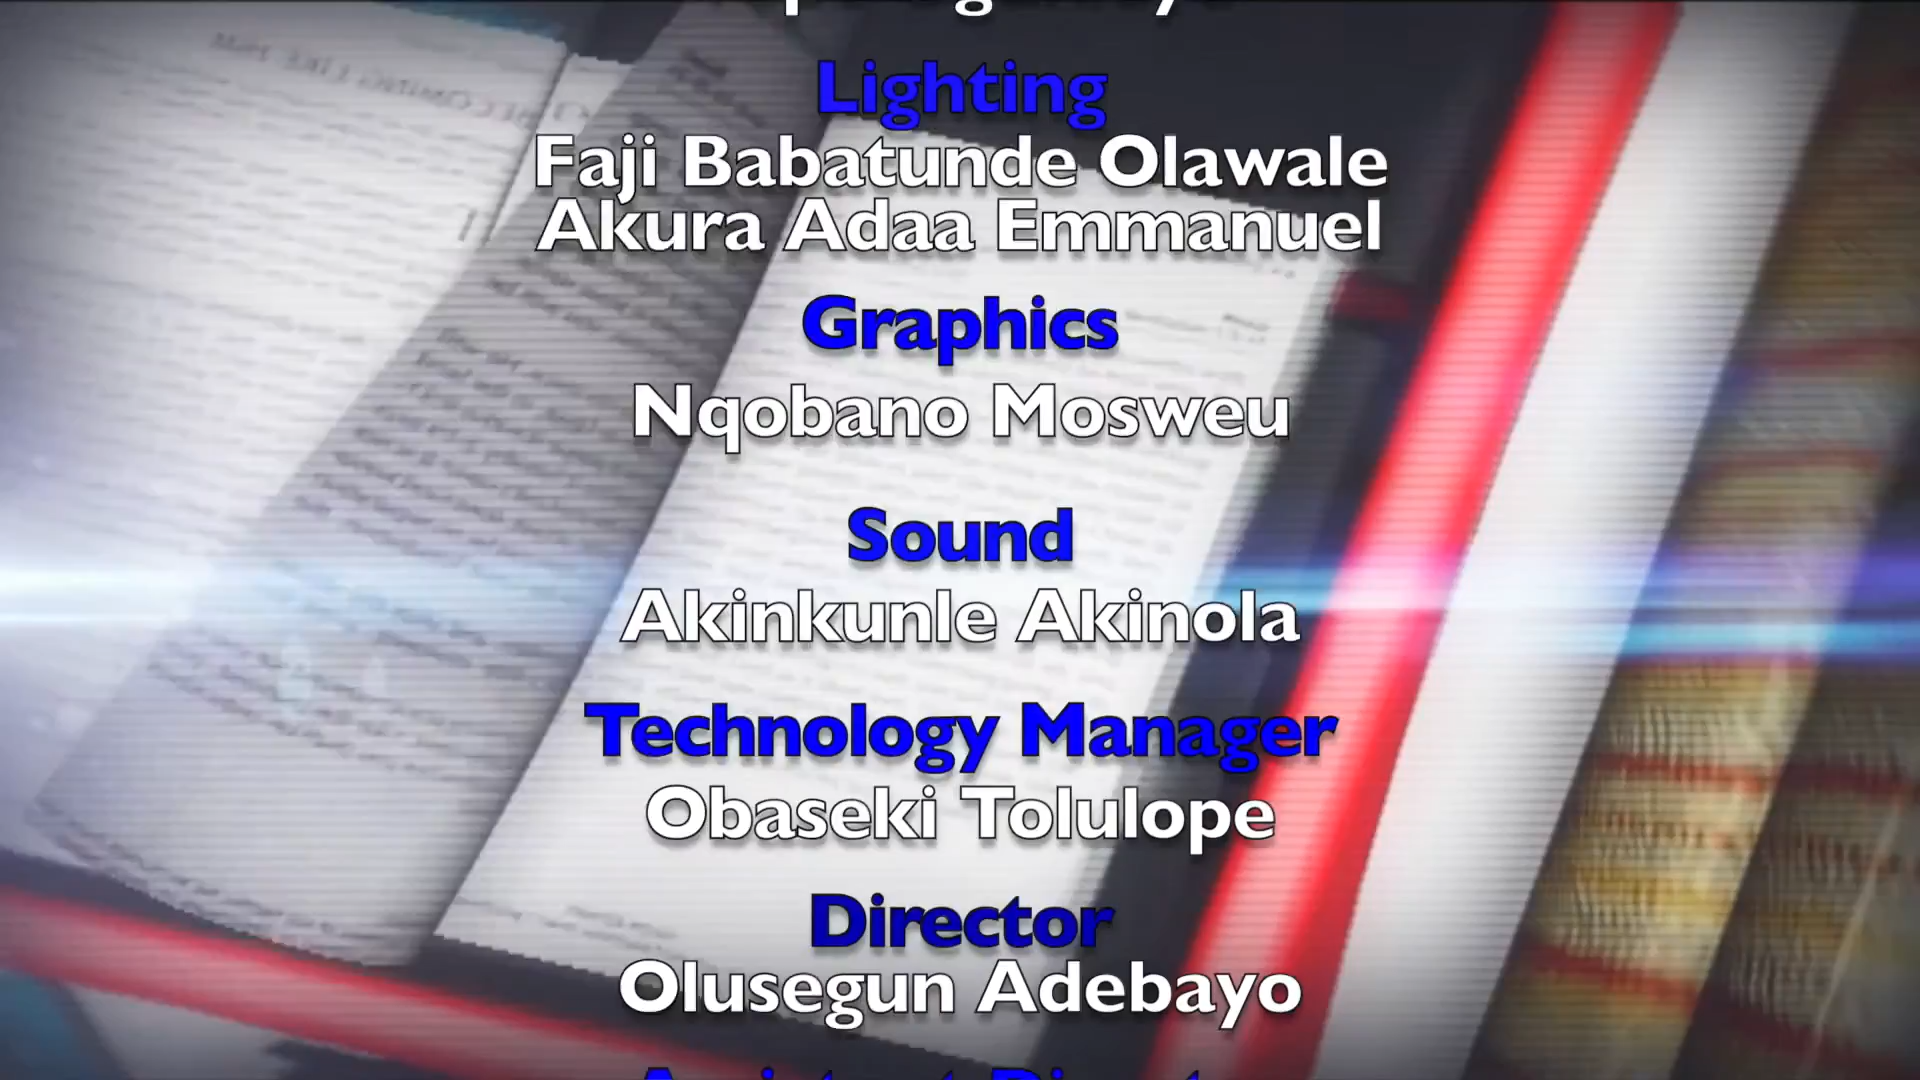 Lighting
Faji Babatunde Olawale
Akura Adaa Emmanuel
Graphics
Nqobano Mosweu
Sound
Akinkunle Akinola
Technology Manager
Obaseki Tolulope
Director
Olusegun Adebayo